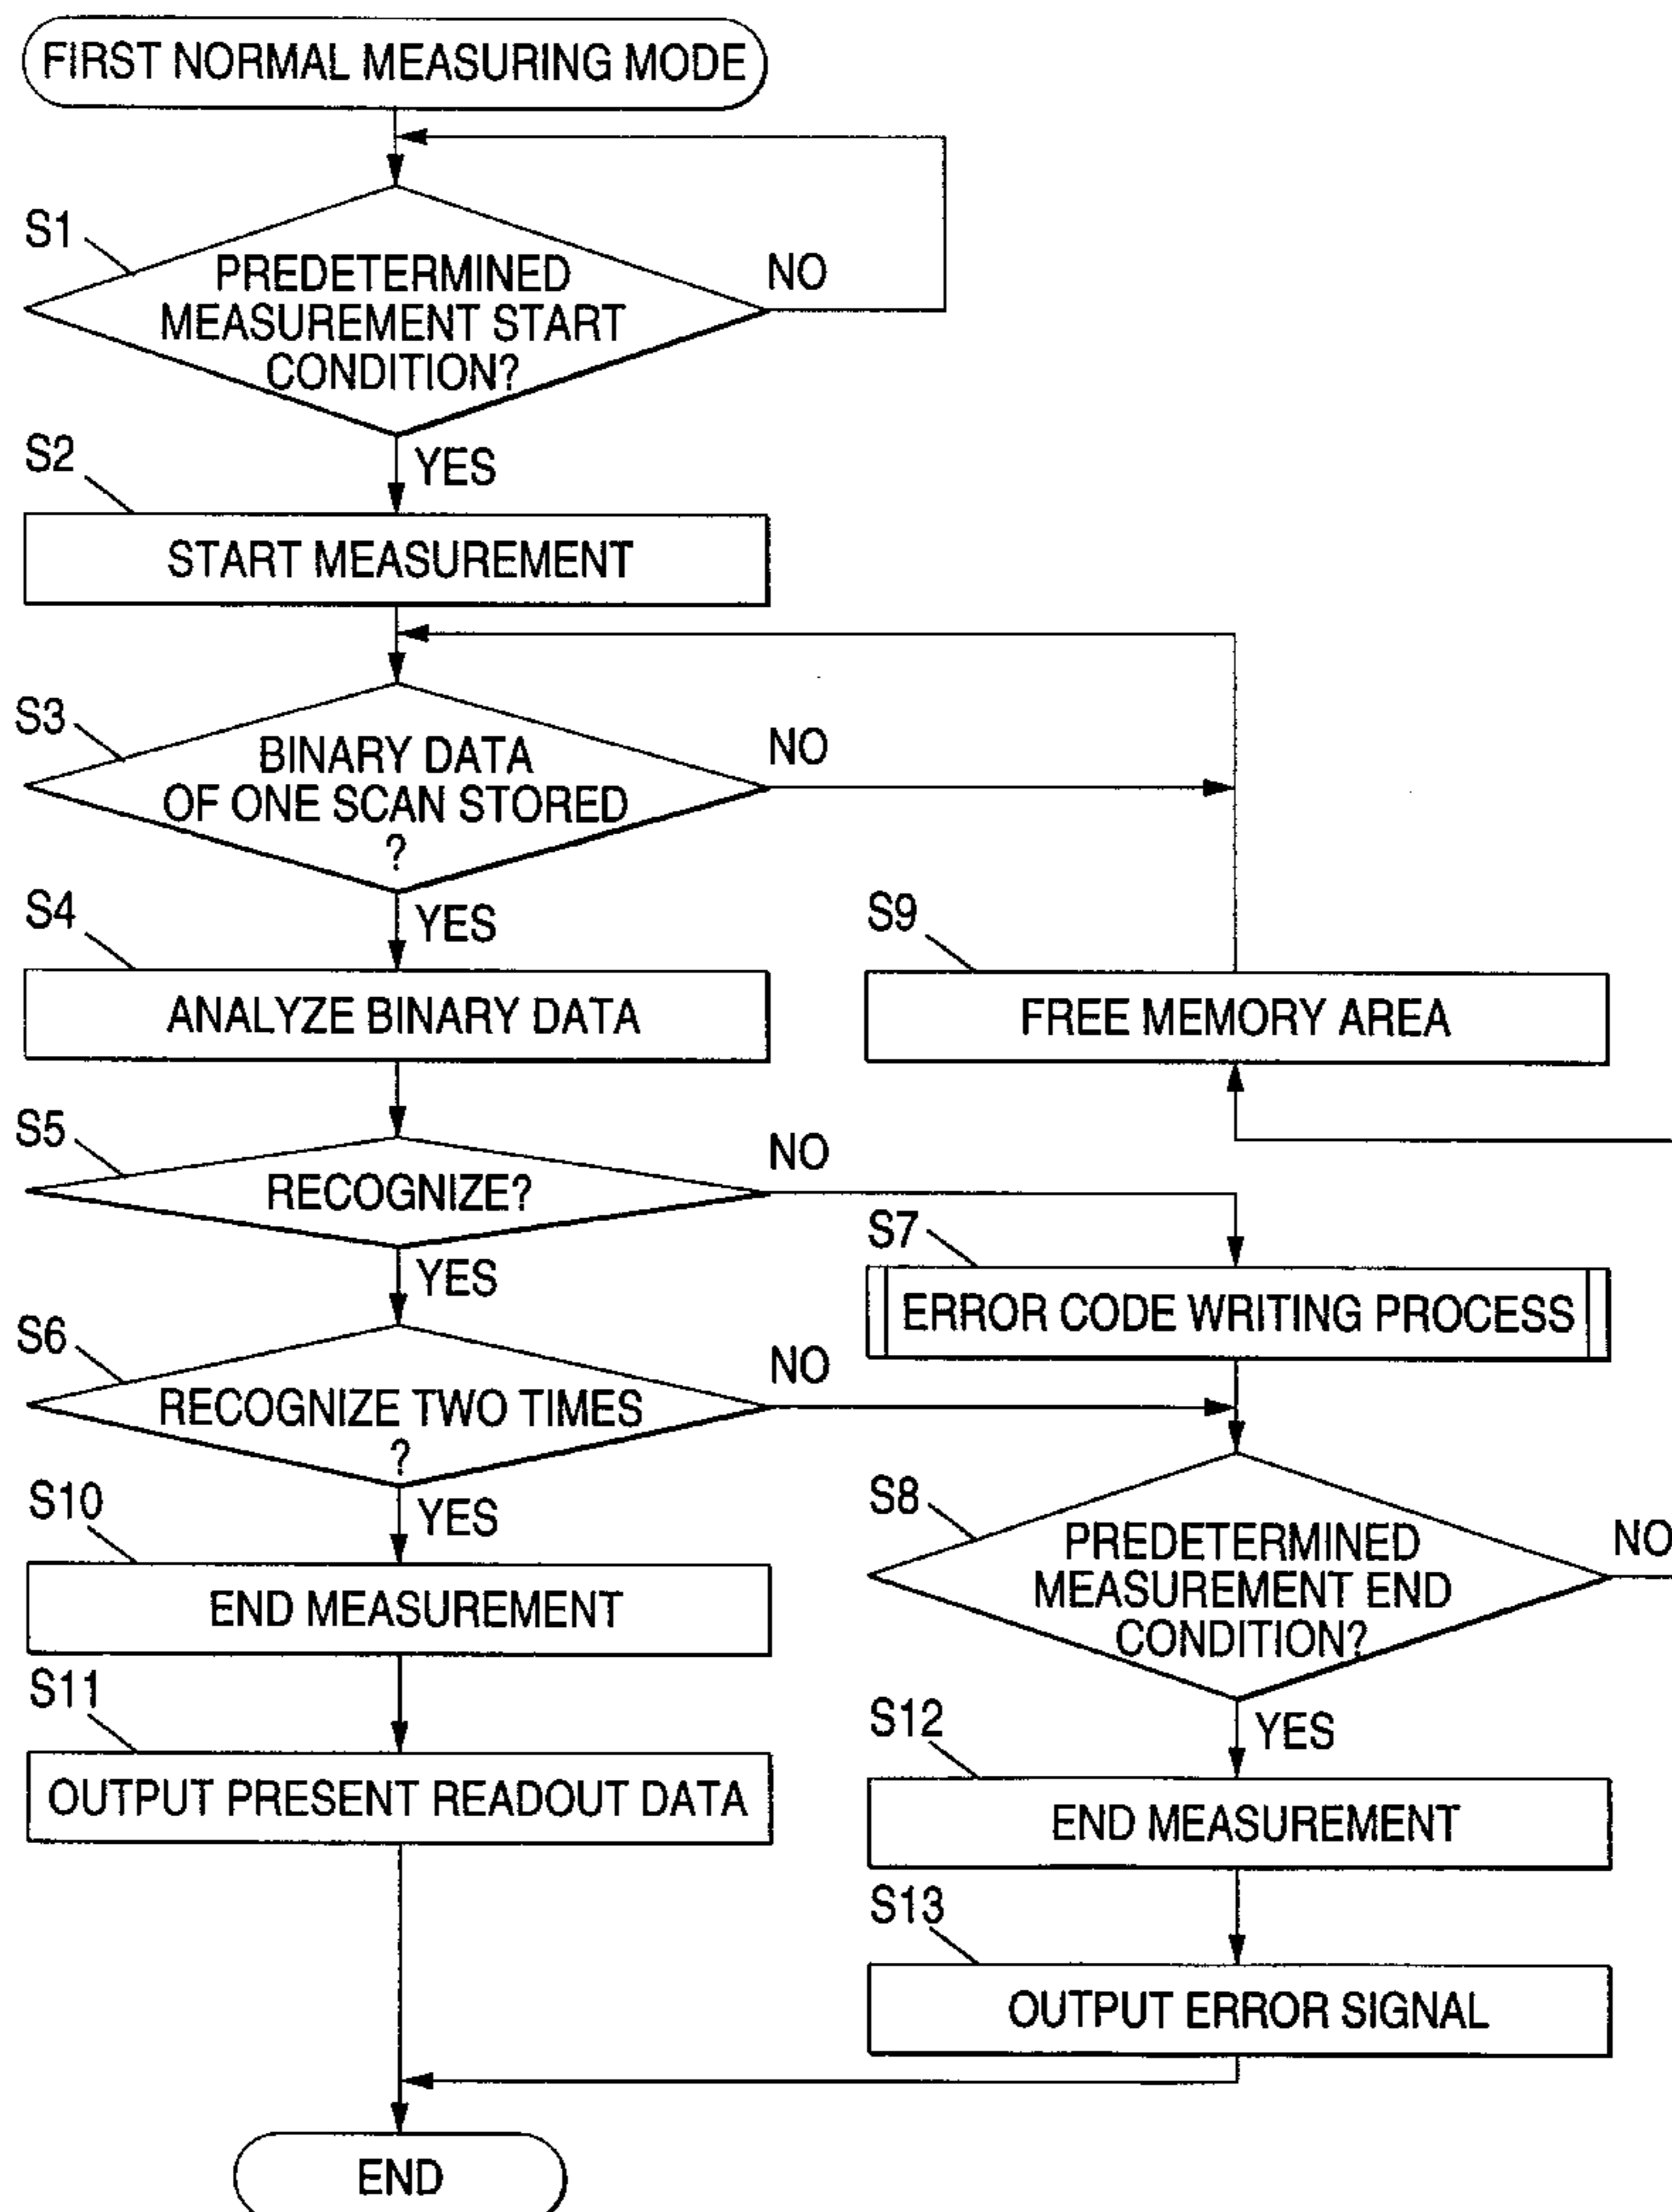 FIRST NORMAL MEASURING MODE
S1
PREDETERMINED
MEASUREMENT START
CONDITION?
NO
YES
S2
START MEASUREMENT
S3
BINARY DATA
OF ONE SCAN STORED
?
NO
YES
S4
ANALYZE BINARY DATA
S9
FREE MEMORY AREA
S5
RECOGNIZE?
NO
YES
S7
ERROR CODE WRITING PROCESS
S6
RECOGNIZE TWO TIMES
?
NO
YES
S8
PREDETERMINED
MEASUREMENT END
CONDITION?
NO
YES
S10
END MEASUREMENT
S11
OUTPUT PRESENT READOUT DATA
S12
END MEASUREMENT
S13
OUTPUT ERROR SIGNAL
END